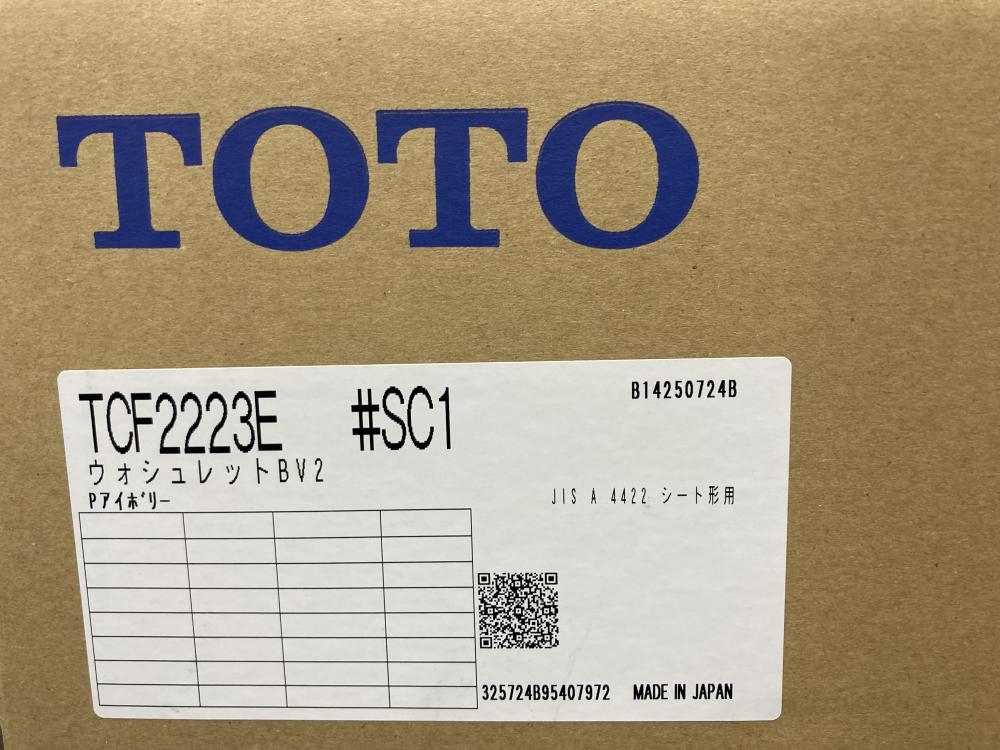 TOTO
TCF2223E #SC1 B14250724B
ウォシュレットBV2
Pアイボリー JIS A 4422 シート形用
325724B95407972 MADE IN JAPAN